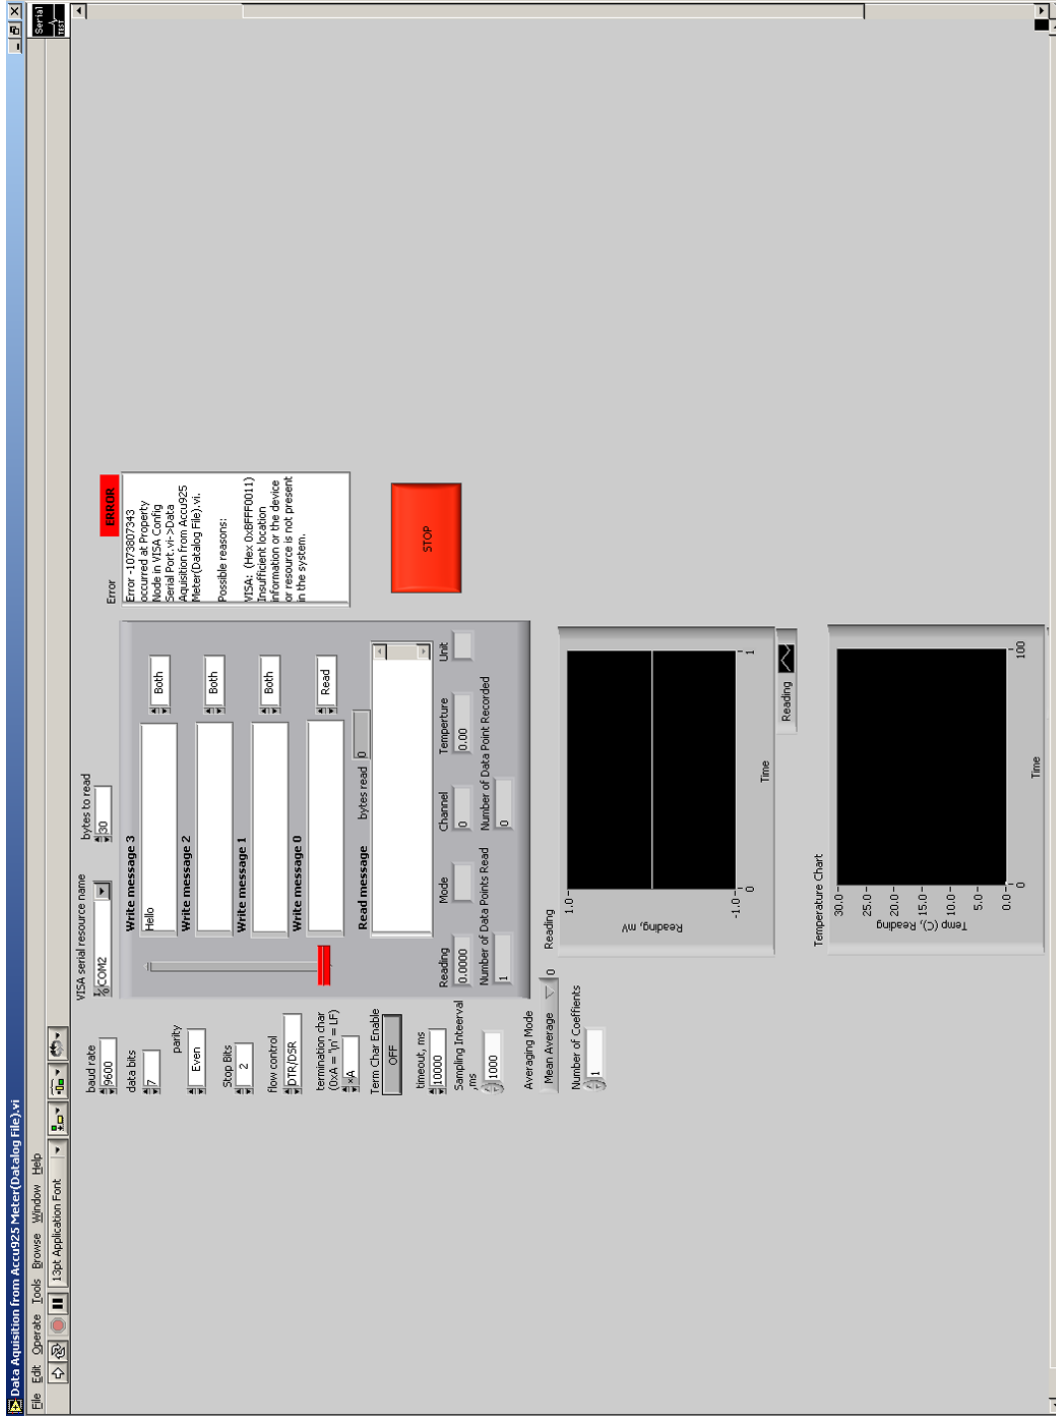 Data Aquisition from Accu925 Meter(Datalog File).vi
File Edit Operate Tools Browse Window Help
13pt Application Font
Serial
TEST
VISA serial resource name
COM2
bytes to read
30
baud rate
9600
data bits
7
parity
Even
Stop Bits
2
flow control
DTR/DSR
termination char
(0xA = '\n' = LF)
xA
Term Char Enable
OFF
timeout, ms
10000
Sampling Inteerval
,ms
1000
Averaging Mode
Mean Average
0
Number of Coeffients
1
Write message 3
Hello
Both
Write message 2
Both
Write message 1
Both
Write message 0
Read
Read message
bytes read
0
Reading
Mode
Channel
Temperture
Unit
0.0000
0
0.00
Number of Data Points Read
Number of Data Point Recorded
1
0
Error
ERROR
Error -1073807343
occurred at Property
Node in VISA Config
Serial Port.vi->Data
Aquisition from Accu925
Meter(Datalog File).vi.
Possible reasons:
VISA: (Hex 0xBFFF0011)
Insufficient location
information or the device
or resource is not present
in the system.
STOP
Reading
Reading, mV
1.0
-1.0
0
1
Time
Reading
Temperature Chart
Temp (C), Reading
30.0
25.0
20.0
15.0
10.0
5.0
0.0
0
100
Time